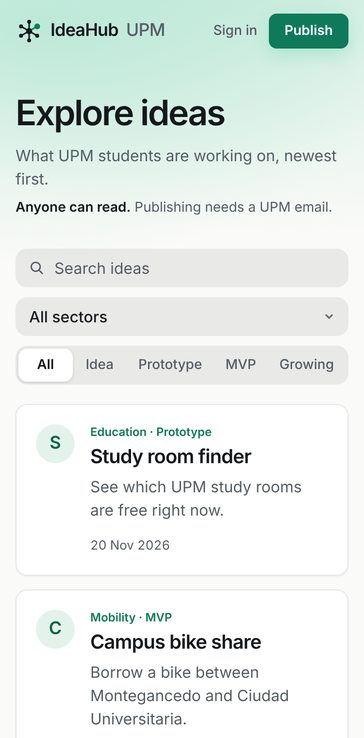 IdeaHub UPM
Sign in
Publish
Explore ideas
What UPM students are working on, newest
first.
Anyone can read. Publishing needs a UPM email.
Search ideas
All sectors
All
Idea
Prototype
MVP
Growing
S
Education · Prototype
Study room finder
See which UPM study rooms
are free right now.
20 Nov 2026
C
Mobility · MVP
Campus bike share
Borrow a bike between
Montegancedo and Ciudad
Universitaria.